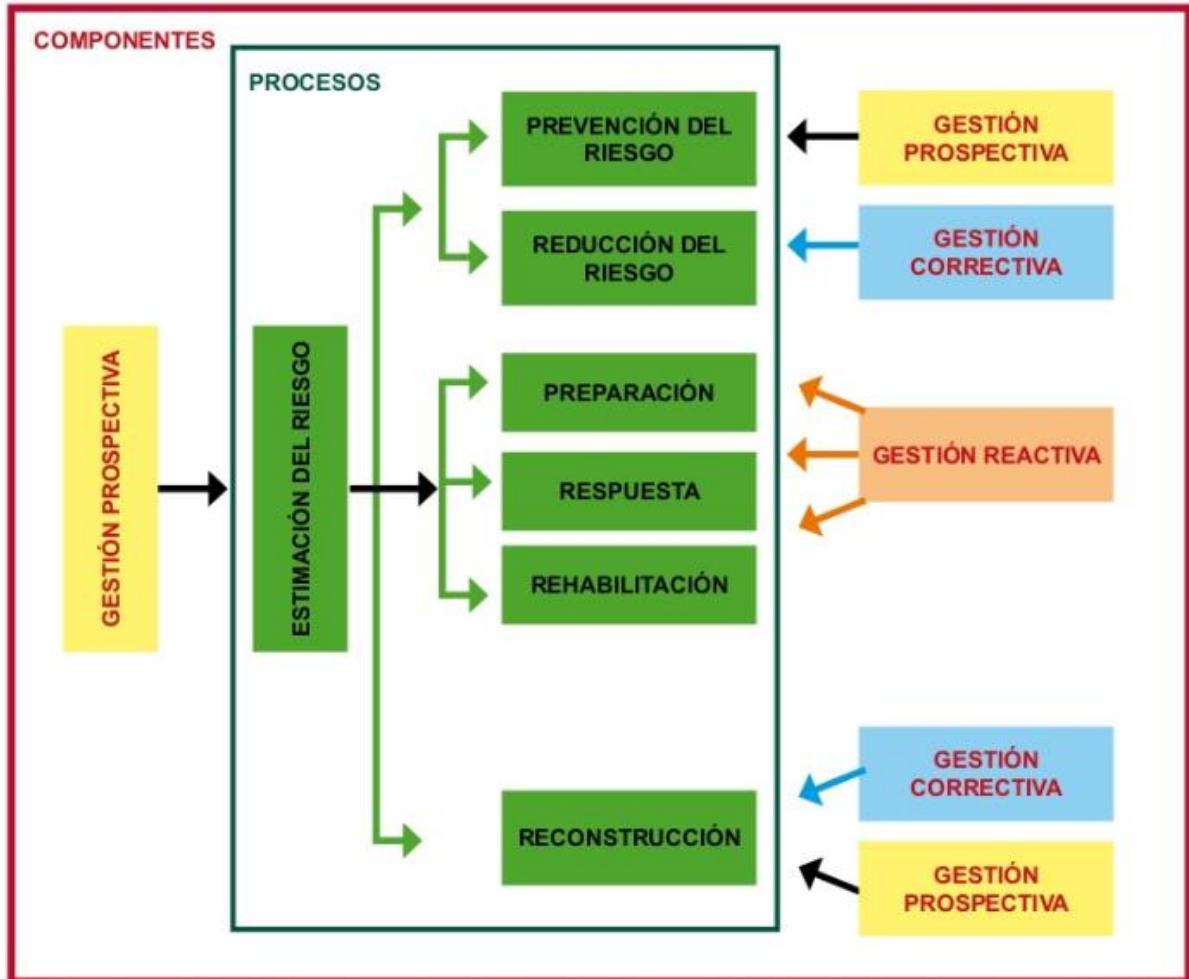 COMPONENTES
PROCESOS
GESTIÓN PROSPECTIVA
ESTIMACIÓN DEL RIESGO
PREVENCIÓN DEL
RIESGO
REDUCCIÓN DEL
RIESGO
PREPARACIÓN
RESPUESTA
REHABILITACIÓN
RECONSTRUCCIÓN
GESTIÓN
PROSPECTIVA
GESTIÓN
CORRECTIVA
GESTIÓN REACTIVA
GESTIÓN
CORRECTIVA
GESTIÓN
PROSPECTIVA